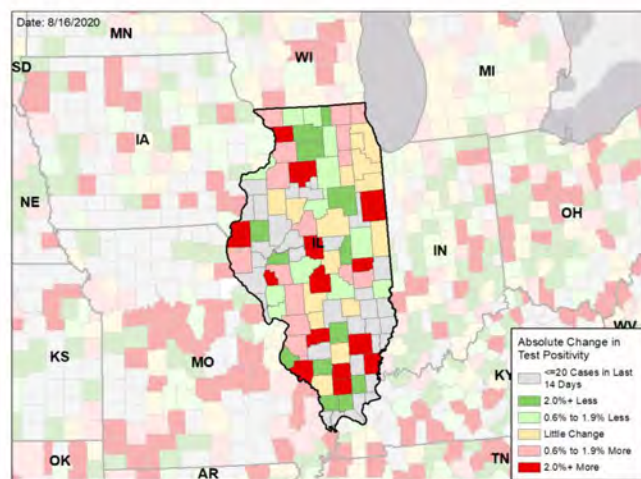 Date: 8/16/2020
MN
SD
WI
MI
IA
NE
OH
IL
IN
WV
KS
MO
KY
OK
AR
TN
Absolute Change in
Test Positivity
<=20 Cases in Last
14 Days
2.0%+ Less
0.6% to 1.9% Less
Little Change
0.6% to 1.9% More
2.0%+ More